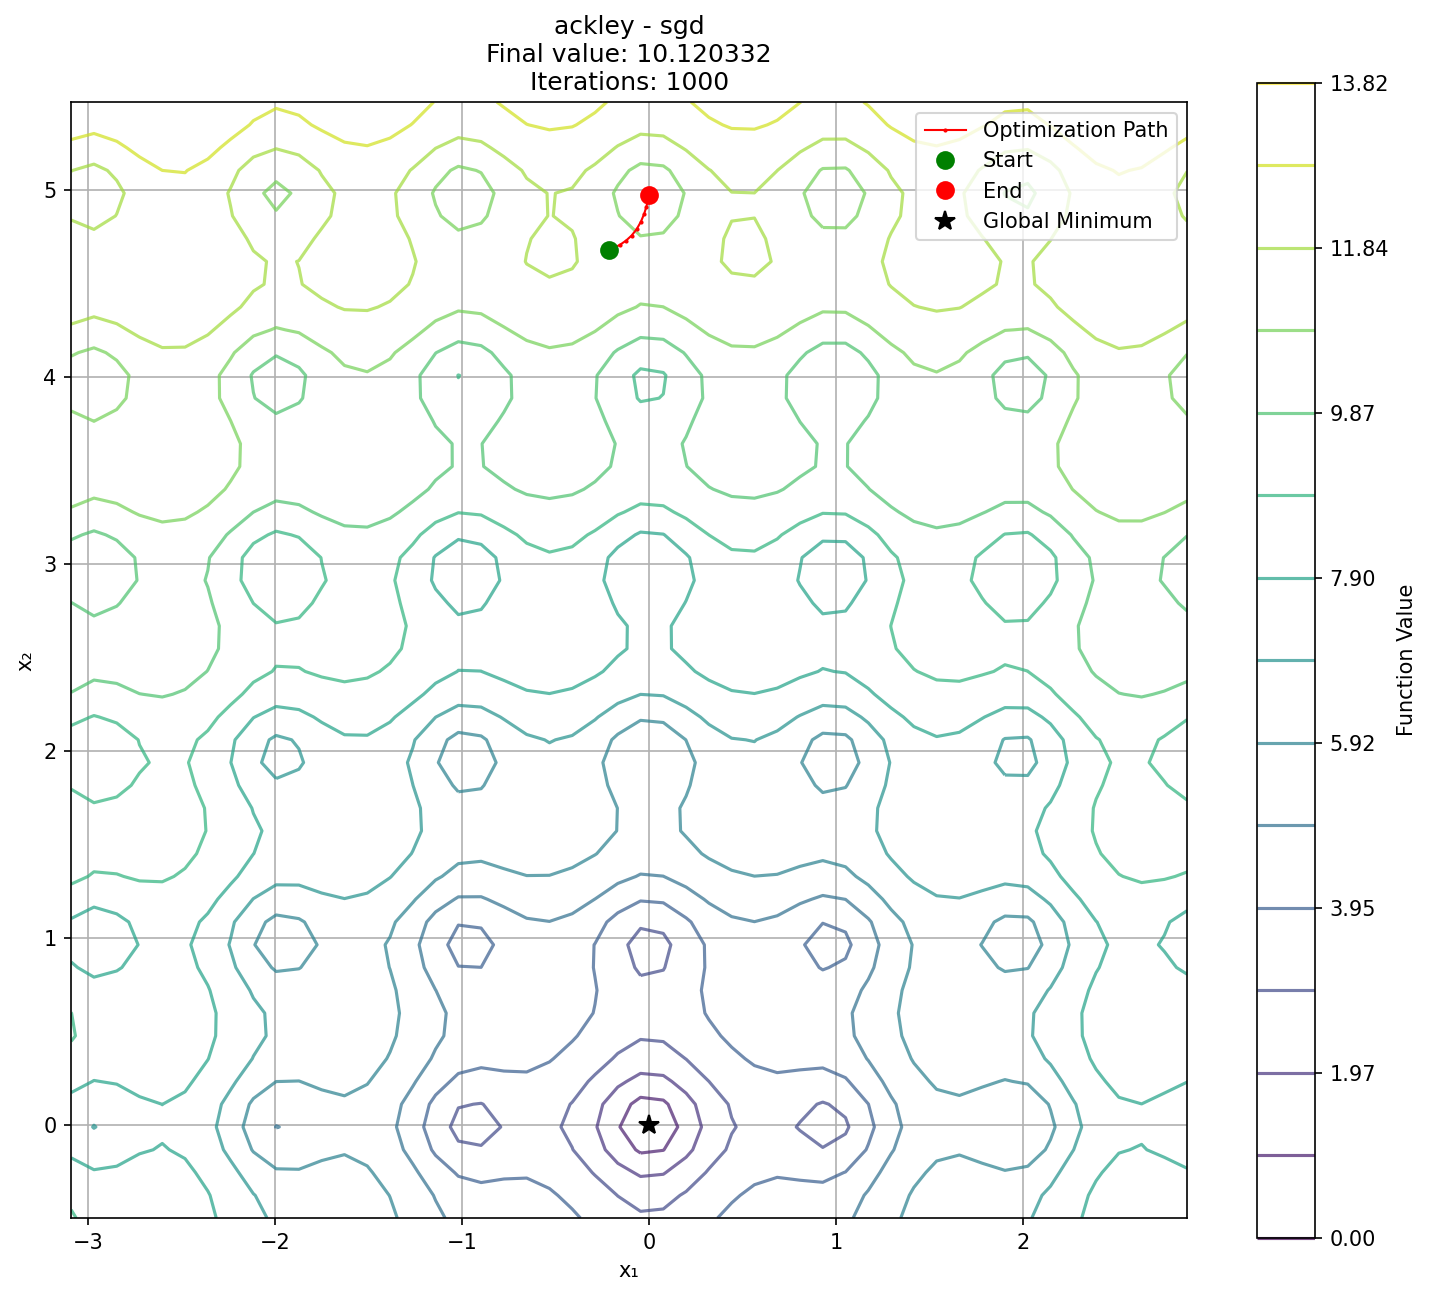 ackley - sgd
Final value: 10.120332
Iterations: 1000
Optimization Path
Start
End
Global Minimum
5
4
3
2
1
0
−3
−2
−1
0
1
2
x₁
x₂
13.82
11.84
9.87
7.90
5.92
3.95
1.97
0.00
Function Value